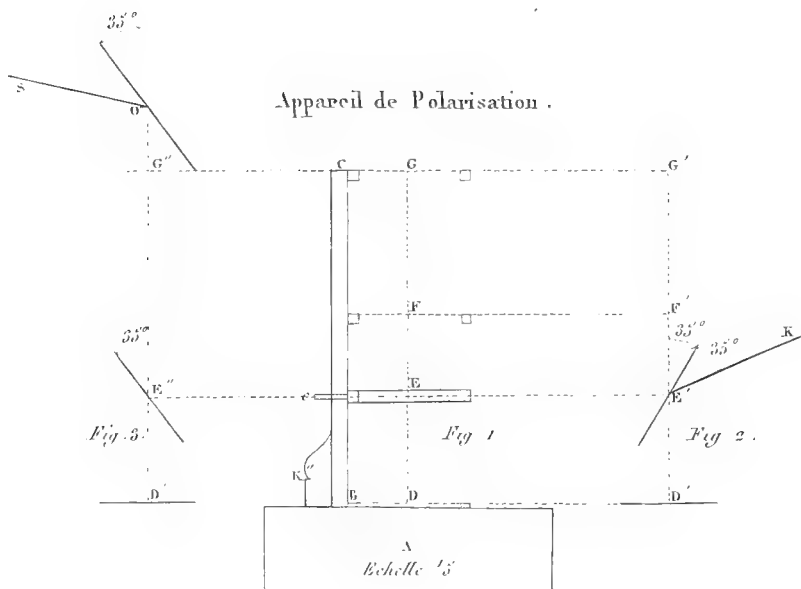 35°
S
O
Appareil de Polarisation.
G" C G G'
F F'
35° 35° 35° K
E" E E'
Fig. 3. Fig 1 Fig 2.
K"
D' B D D'
A
Echelle 1/5